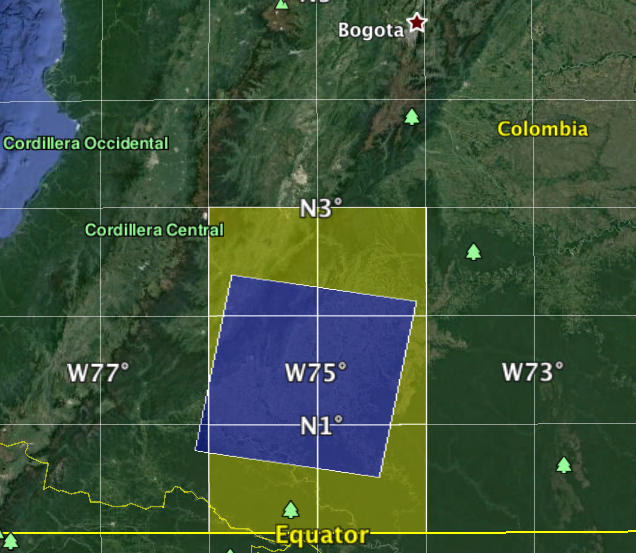 Bogota
Colombia
Cordillera Occidental
N3°
Cordillera Central
W77°
W75°
W73°
N1°
Equator